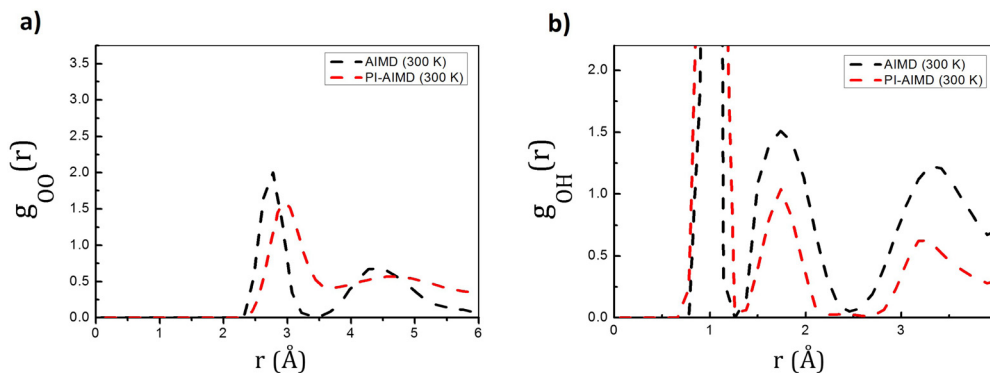 a)
AIMD (300 K)
PI-AIMD (300 K)
3.5
3.0
2.5
2.0
1.5
1.0
0.5
0.0
0 1 2 3 4 5 6
g_OO(r)
r (Å)
b)
AIMD (300 K)
PI-AIMD (300 K)
2.0
1.5
1.0
0.5
0.0
0 1 2 3
g_OH(r)
r (Å)